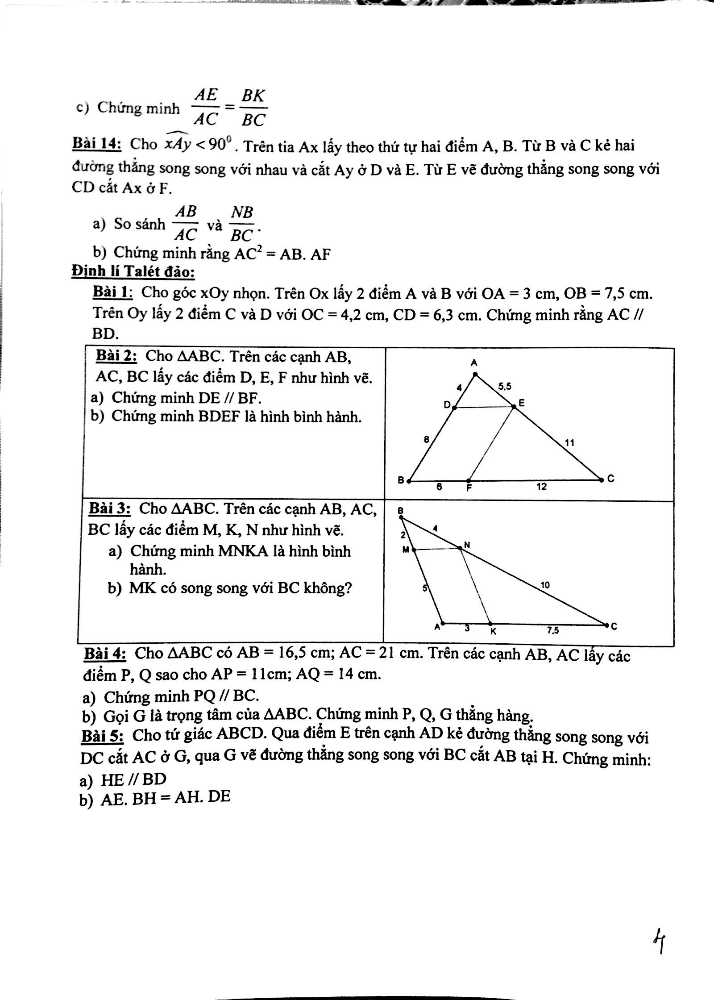 c) Chứng minh AE/AC = BK/BC
Bài 14: Cho xAy < 90⁰. Trên tia Ax lấy theo thứ tự hai điểm A, B. Từ B và C kẻ hai
đường thẳng song song với nhau và cắt Ay ở D và E. Từ E vẽ đường thẳng song song với
CD cắt Ax ở F.
a) So sánh AB/AC và NB/BC.
b) Chứng minh rằng AC² = AB. AF
Định lí Talét đảo:
Bài 1: Cho góc xOy nhọn. Trên Ox lấy 2 điểm A và B với OA = 3 cm, OB = 7,5 cm.
Trên Oy lấy 2 điểm C và D với OC = 4,2 cm, CD = 6,3 cm. Chứng minh rằng AC //
BD.
Bài 2: Cho ΔABC. Trên các cạnh AB,
AC, BC lấy các điểm D, E, F như hình vẽ.
a) Chứng minh DE // BF.
b) Chứng minh BDEF là hình bình hành.
A
4
5,5
D
E
8
11
B
6
F
12
C
Bài 3: Cho ΔABC. Trên các cạnh AB, AC,
BC lấy các điểm M, K, N như hình vẽ.
a) Chứng minh MNKA là hình bình
hành.
b) MK có song song với BC không?
B
4
2
M
N
5
10
A
3
K
7,5
C
Bài 4: Cho ΔABC có AB = 16,5 cm; AC = 21 cm. Trên các cạnh AB, AC lấy các
điểm P, Q sao cho AP = 11cm; AQ = 14 cm.
a) Chứng minh PQ // BC.
b) Gọi G là trọng tâm của ΔABC. Chứng minh P, Q, G thẳng hàng.
Bài 5: Cho tứ giác ABCD. Qua điểm E trên cạnh AD kẻ đường thẳng song song với
DC cắt AC ở G, qua G vẽ đường thẳng song song với BC cắt AB tại H. Chứng minh:
a) HE // BD
b) AE. BH = AH. DE
4